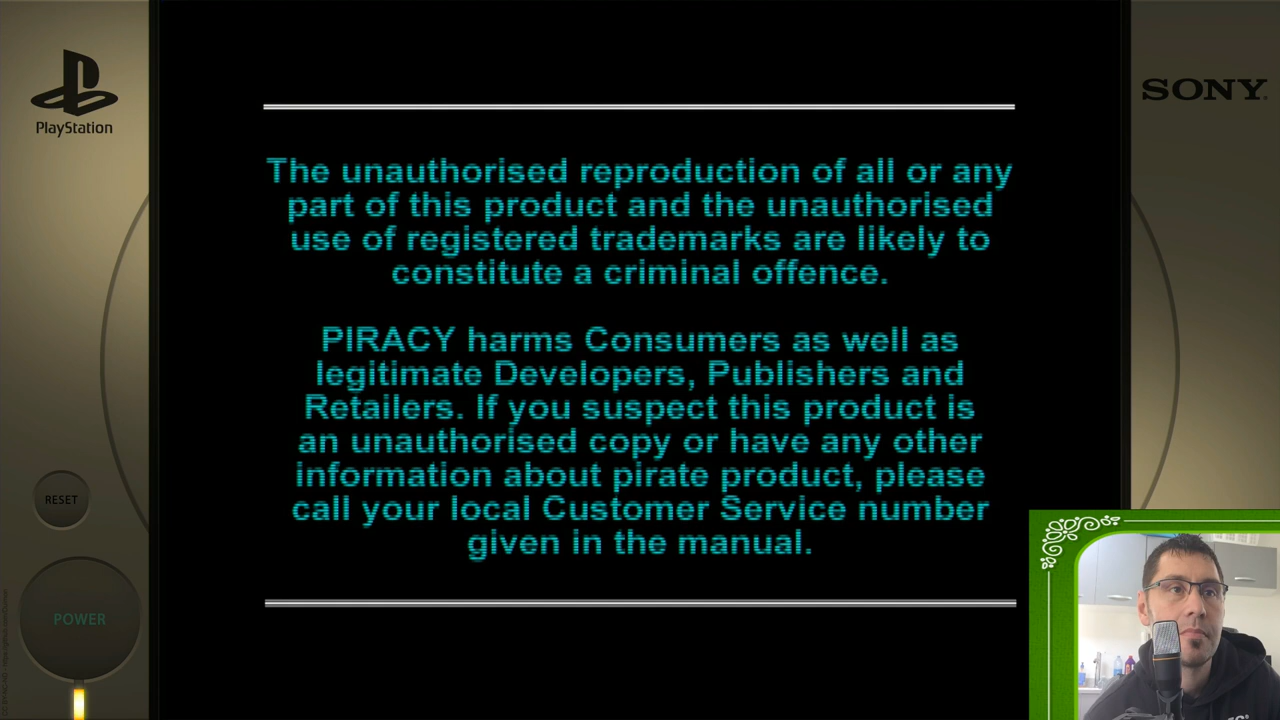 PlayStation
SONY
The unauthorised reproduction of all or any
part of this product and the unauthorised
use of registered trademarks are likely to
constitute a criminal offence.
PIRACY harms Consumers as well as
legitimate Developers, Publishers and
Retailers. If you suspect this product is
an unauthorised copy or have any other
information about pirate product, please
call your local Customer Service number
given in the manual.
RESET
POWER